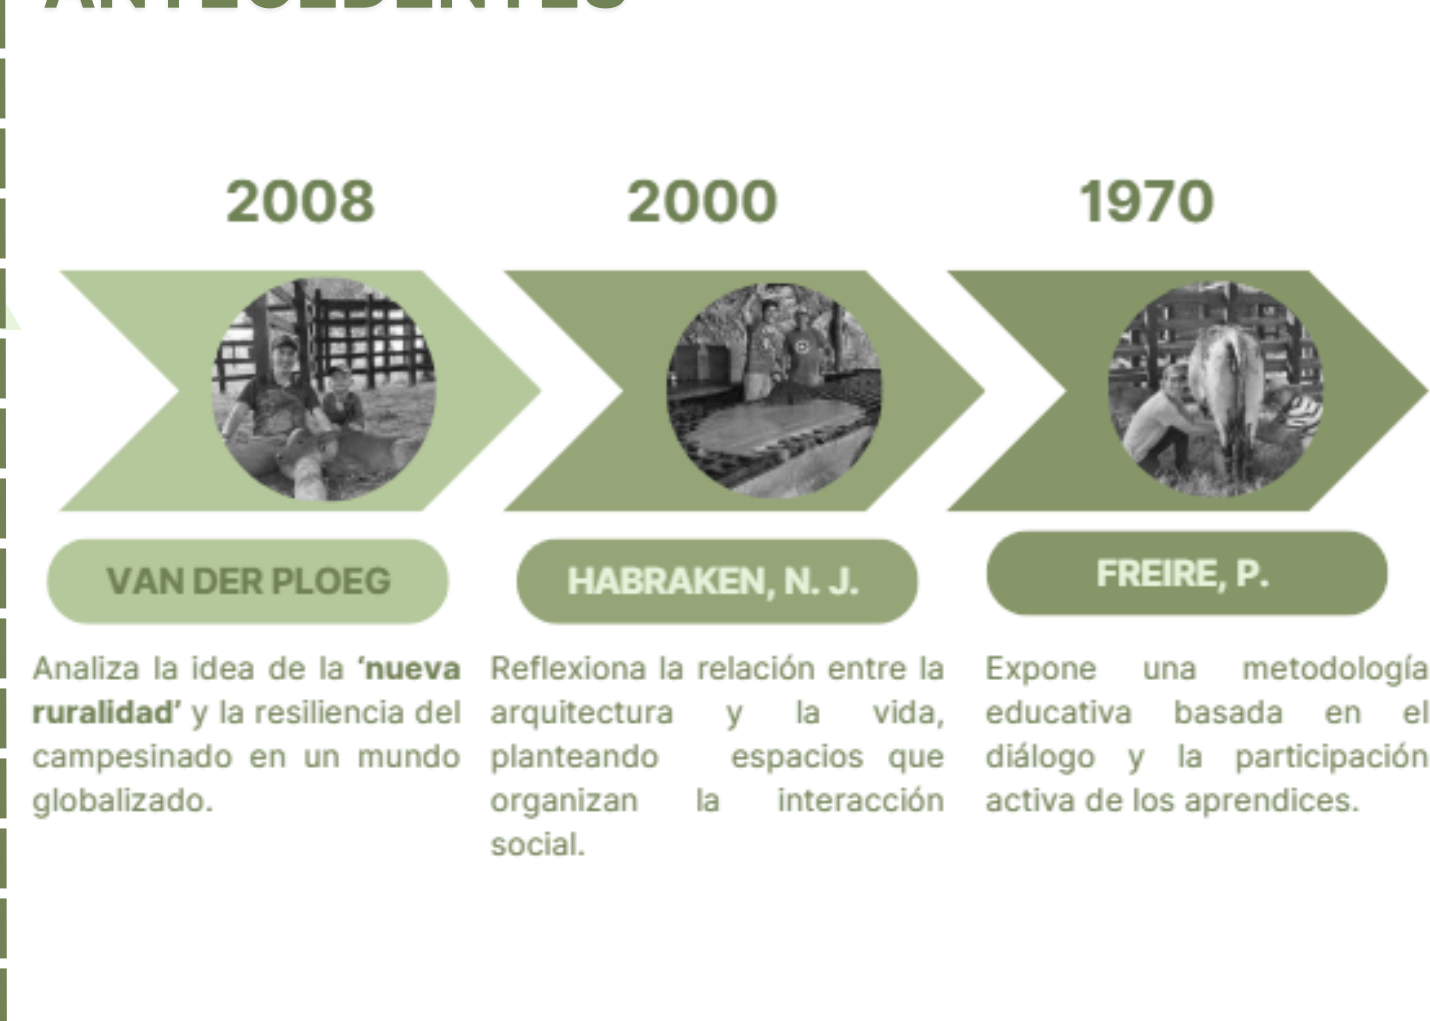 ANTECEDENTES
2008
2000
1970
VAN DER PLOEG
HABRAKEN, N. J.
FREIRE, P.
Analiza la idea de la ‘nueva
ruralidad’ y la resiliencia del
campesinado en un mundo
globalizado.
Reflexiona la relación entre la
arquitectura y la vida,
planteando espacios que
organizan la interacción
social.
Expone una metodología
educativa basada en el
diálogo y la participación
activa de los aprendices.